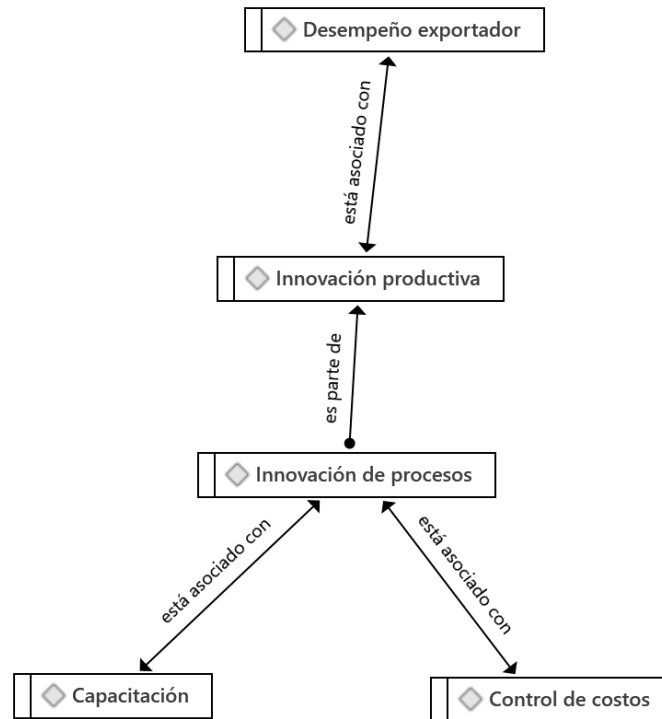 Desempeño exportador
está asociado con
Innovación productiva
es parte de
Innovación de procesos
está asociado con
está asociado con
Capacitación
Control de costos